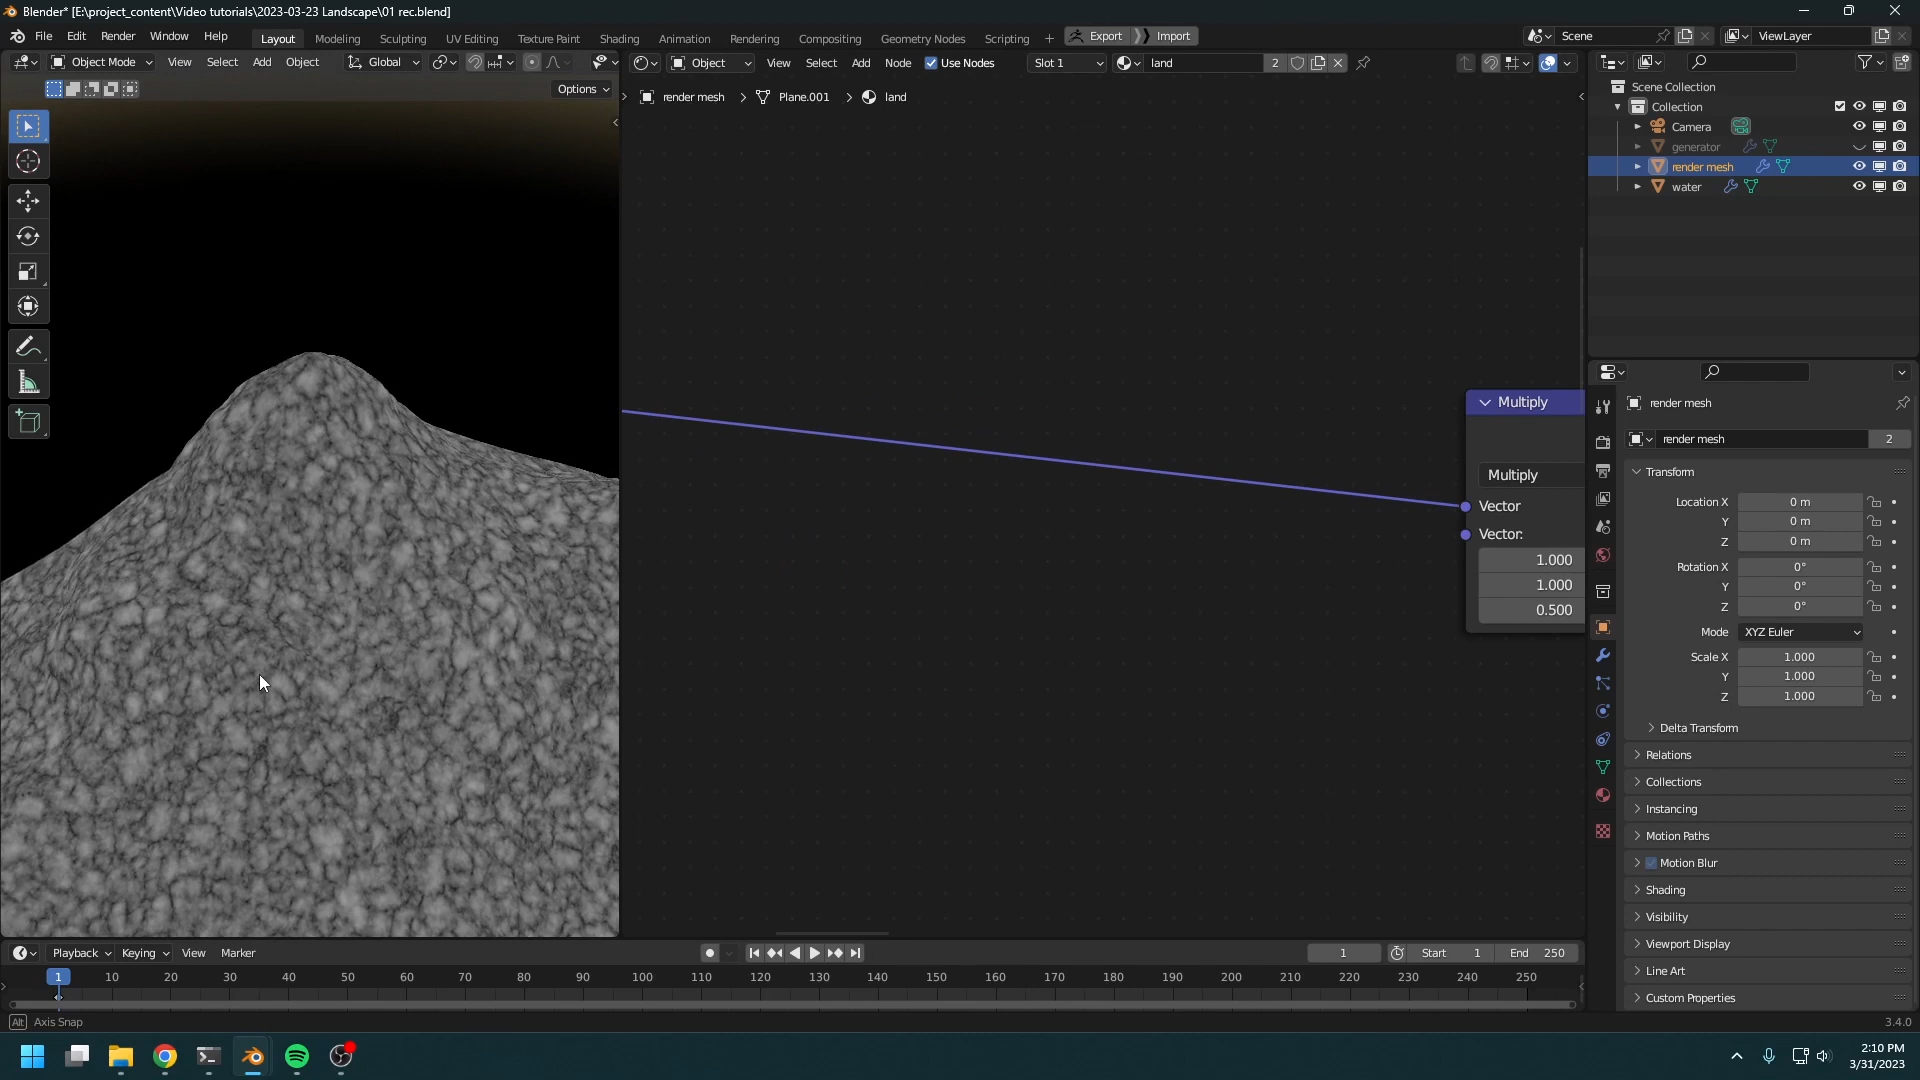 Blender* [E:\project_content\Video tutorials\2023-03-23 Landscape\01 rec.blend]
File Edit Render Window Help Layout Modeling Sculpting UV Editing Texture Paint Shading Animation Rendering Compositing Geometry Nodes Scripting + Export Import Scene ViewLayer
Object Mode View Select Add Object Global Object View Select Add Node Use Nodes Slot 1 land 2
Options
render mesh Plane.001 land
Scene Collection
Collection
Camera
generator
render mesh
water
Multiply
Multiply
Vector
Vector:
1.000
1.000
0.500
render mesh
render mesh 2
Transform
Location X 0 m
Y 0 m
Z 0 m
Rotation X 0°
Y 0°
Z 0°
Mode XYZ Euler
Scale X 1.000
Y 1.000
Z 1.000
Delta Transform
Relations
Collections
Instancing
Motion Paths
Motion Blur
Shading
Visibility
Viewport Display
Line Art
Custom Properties
Playback Keying View Marker 1 Start 1 End 250
1 10 20 30 40 50 60 70 80 90 100 110 120 130 140 150 160 170 180 190 200 210 220 230 240 250
Alt Axis Snap 3.4.0
2:10 PM
3/31/2023